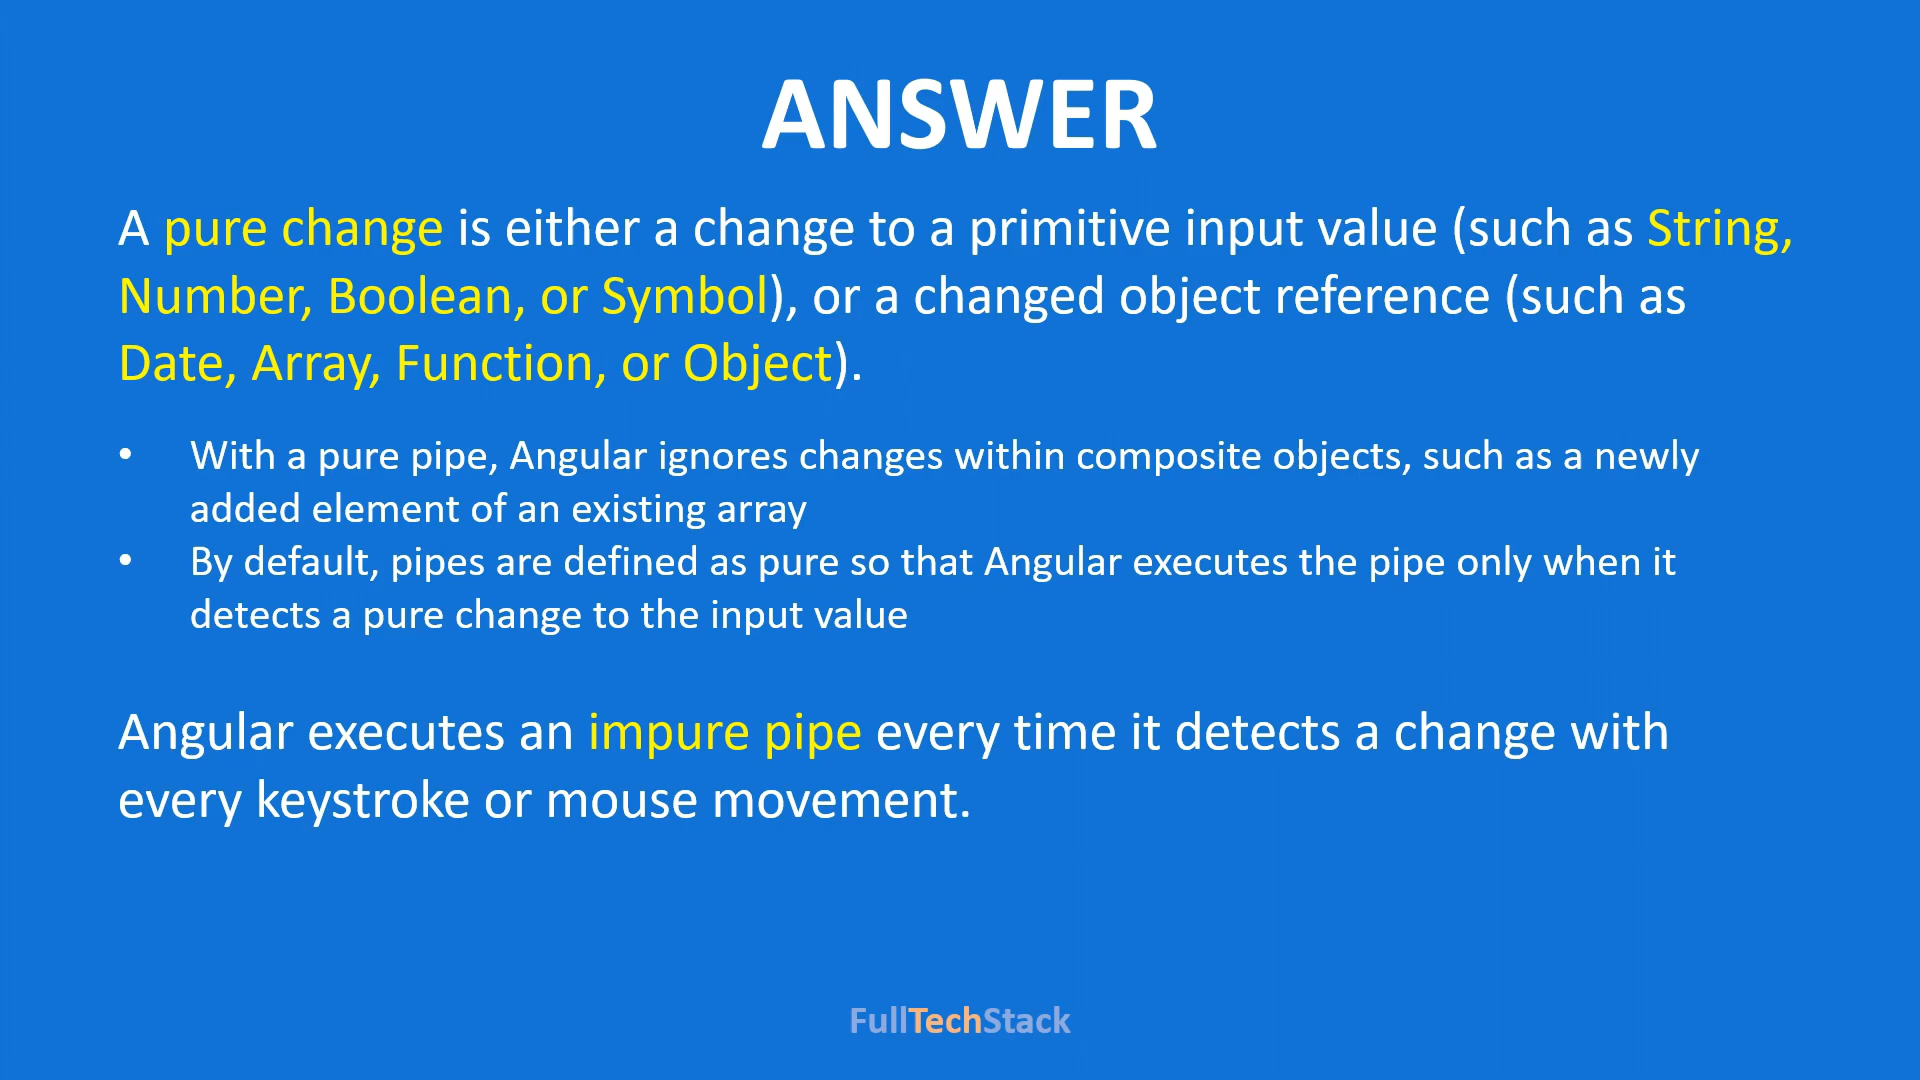 ANSWER
A pure change is either a change to a primitive input value (such as String,
Number, Boolean, or Symbol), or a changed object reference (such as
Date, Array, Function, or Object).
• With a pure pipe, Angular ignores changes within composite objects, such as a newly
added element of an existing array
• By default, pipes are defined as pure so that Angular executes the pipe only when it
detects a pure change to the input value
Angular executes an impure pipe every time it detects a change with
every keystroke or mouse movement.
FullTechStack